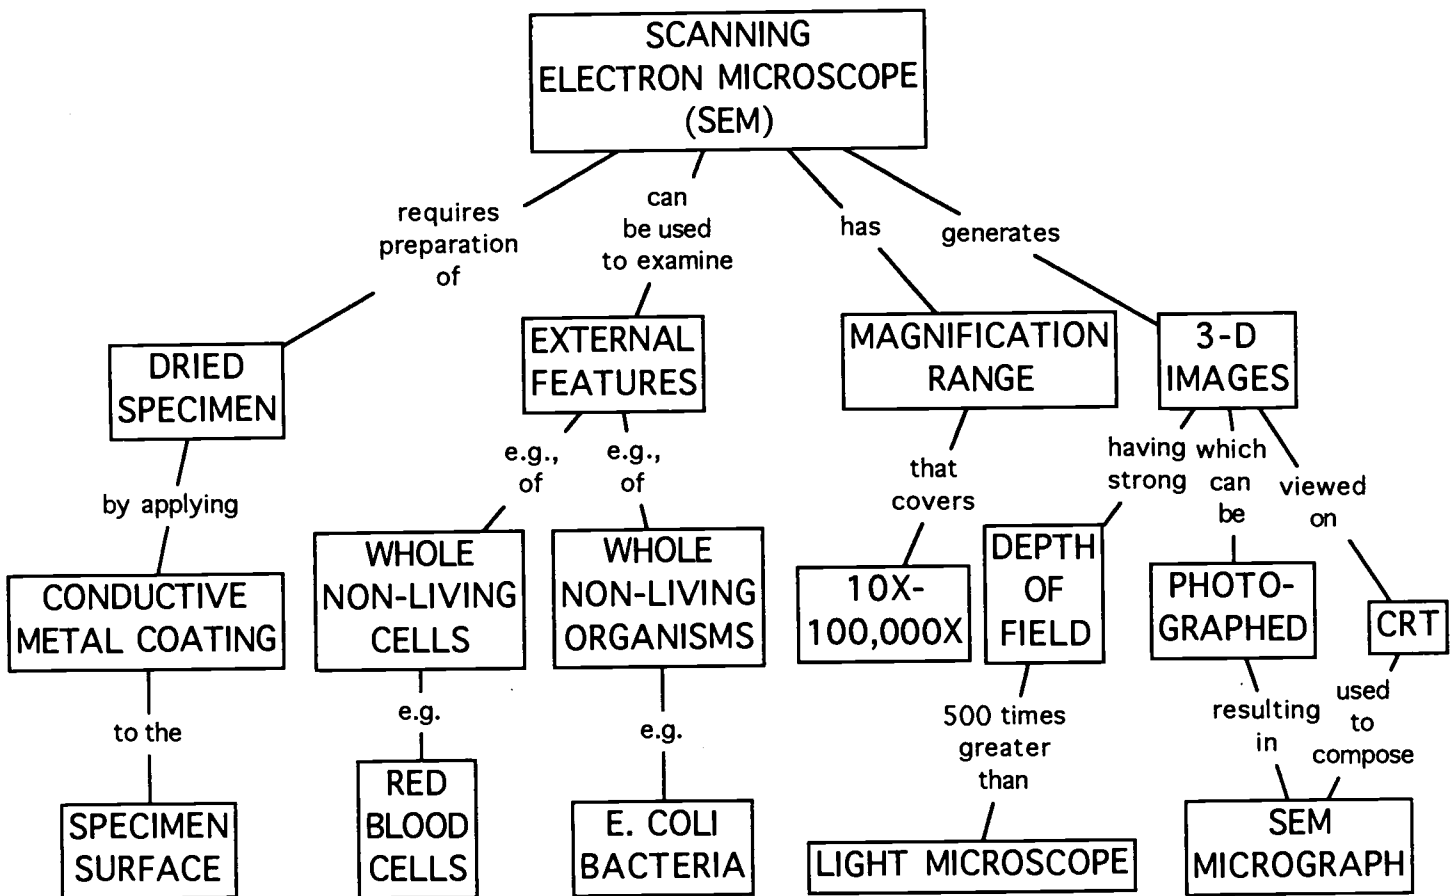 SCANNING
ELECTRON MICROSCOPE
(SEM)
requires
preparation
of
can
be used
to examine
has
generates
DRIED
SPECIMEN
EXTERNAL
FEATURES
MAGNIFICATION
RANGE
3-D
IMAGES
by applying
e.g.,
of
e.g.,
of
that
covers
having
strong
which
can
be
viewed
on
CONDUCTIVE
METAL COATING
WHOLE
NON-LIVING
CELLS
WHOLE
NON-LIVING
ORGANISMS
10X-
100,000X
DEPTH
OF
FIELD
PHOTO-
GRAPHED
CRT
to the
e.g.
e.g.
500 times
greater
than
resulting
in
used
to
compose
SPECIMEN
SURFACE
RED
BLOOD
CELLS
E. COLI
BACTERIA
LIGHT MICROSCOPE
SEM
MICROGRAPH